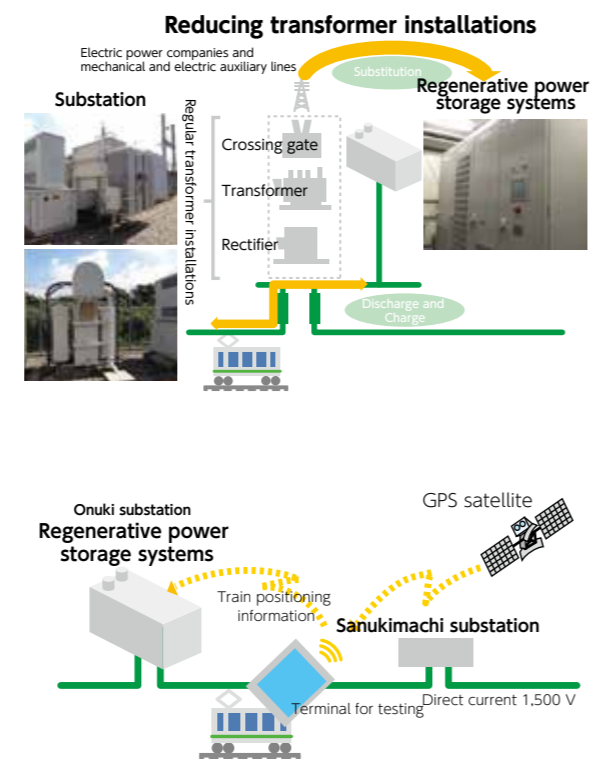 Reducing transformer installations
Electric power companies and
mechanical and electric auxiliary lines
Substitution
Substation
Regenerative power
storage systems
Regular transformer installations
Crossing gate
Transformer
Rectifier
Discharge and
Charge
GPS satellite
Onuki substation
Regenerative power
storage systems
Train positioning
information
Sanukimachi substation
Terminal for testing
Direct current 1,500 V